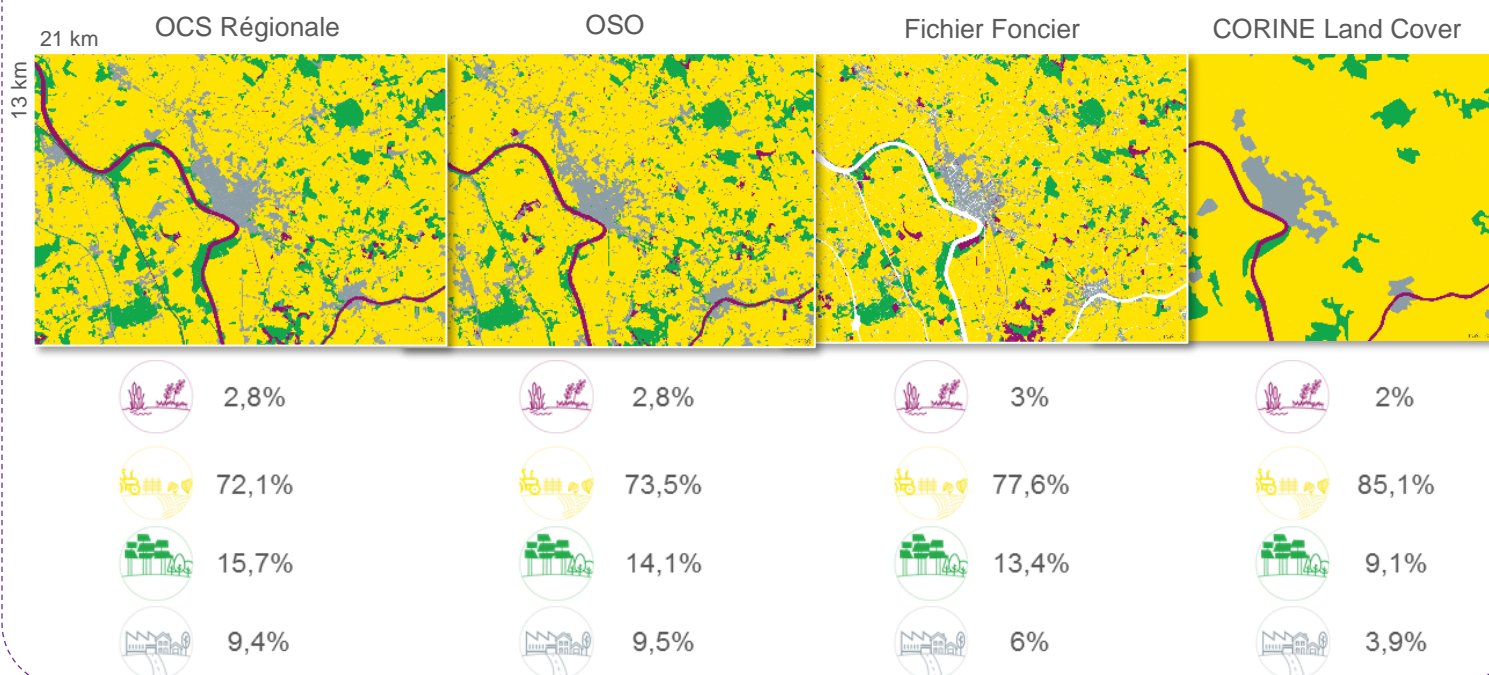 OCS Régionale
OSO
Fichier Foncier
CORINE Land Cover
21 km
13 km
2,8%
2,8%
3%
2%
72,1%
73,5%
77,6%
85,1%
15,7%
14,1%
13,4%
9,1%
9,4%
9,5%
6%
3,9%